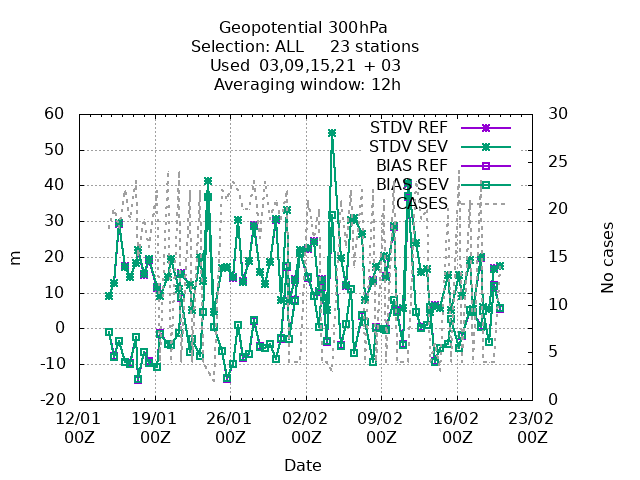 Geopotential 300hPa
Selection: ALL 23 stations
Used 03,09,15,21 + 03
Averaging window: 12h
60
50
40
30
20
10
0
-10
-20
m
30
25
20
15
10
5
0
No cases
STDV REF
STDV SEV
BIAS REF
BIAS SEV
CASES
12/01 19/01 26/01 02/02 09/02 16/02 23/02
00Z 00Z 00Z 00Z 00Z 00Z 00Z
Date